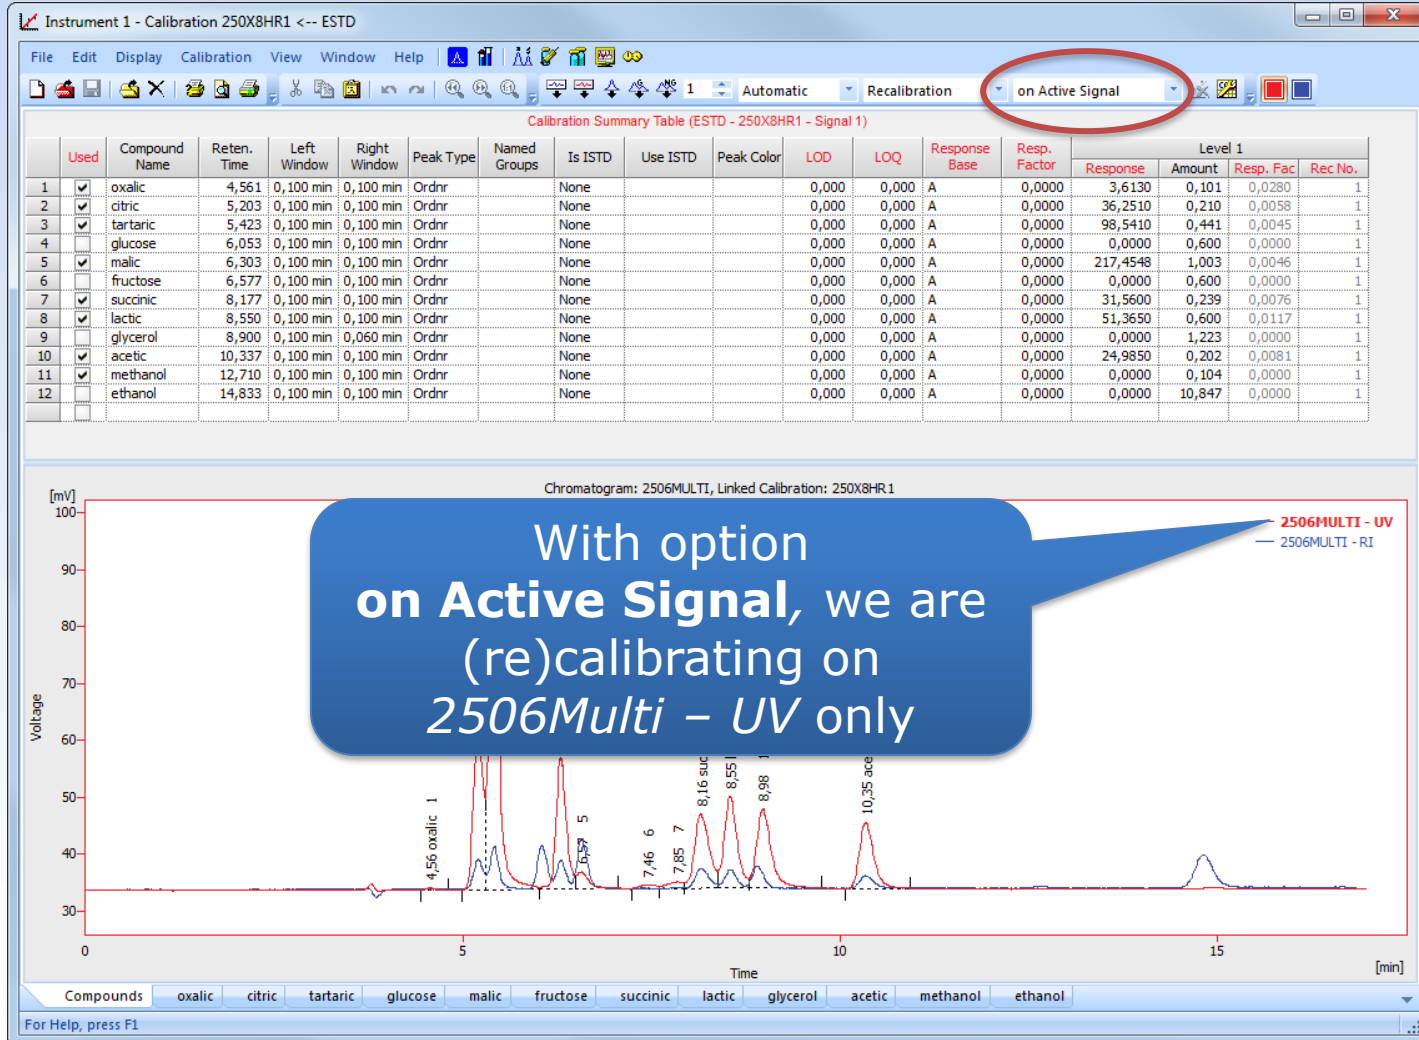 Instrument 1 - Calibration 250X8HR1 <-- ESTD
File Edit Display Calibration View Window Help
1 Automatic Recalibration on Active Signal
Calibration Summary Table (ESTD - 250X8HR1 - Signal 1)
Used Compound Name Reten. Time Left Window Right Window Peak Type Named Groups Is ISTD Use ISTD Peak Color LOD LOQ Response Base Resp. Factor Level 1
Response Amount Resp. Fac Rec No.
1 oxalic 4,561 0,100 min 0,100 min Ordnr None 0,000 0,000 A 0,0000 3,6130 0,101 0,0280 1
2 citric 5,203 0,100 min 0,100 min Ordnr None 0,000 0,000 A 0,0000 36,2510 0,210 0,0058 1
3 tartaric 5,423 0,100 min 0,100 min Ordnr None 0,000 0,000 A 0,0000 98,5410 0,441 0,0045 1
4 glucose 6,053 0,100 min 0,100 min Ordnr None 0,000 0,000 A 0,0000 0,0000 0,600 0,0000 1
5 malic 6,303 0,100 min 0,100 min Ordnr None 0,000 0,000 A 0,0000 217,4548 1,003 0,0046 1
6 fructose 6,577 0,100 min 0,100 min Ordnr None 0,000 0,000 A 0,0000 0,0000 0,600 0,0000 1
7 succinic 8,177 0,100 min 0,100 min Ordnr None 0,000 0,000 A 0,0000 31,5600 0,239 0,0076 1
8 lactic 8,550 0,100 min 0,100 min Ordnr None 0,000 0,000 A 0,0000 51,3650 0,600 0,0117 1
9 glycerol 8,900 0,100 min 0,060 min Ordnr None 0,000 0,000 A 0,0000 0,0000 1,223 0,0000 1
10 acetic 10,337 0,100 min 0,100 min Ordnr None 0,000 0,000 A 0,0000 24,9850 0,202 0,0081 1
11 methanol 12,710 0,100 min 0,100 min Ordnr None 0,000 0,000 A 0,0000 0,0000 0,104 0,0000 1
12 ethanol 14,833 0,100 min 0,100 min Ordnr None 0,000 0,000 A 0,0000 0,0000 10,847 0,0000 1
Chromatogram: 2506MULTI, Linked Calibration: 250X8HR1
[mV]
100
90
80
70
60
50
40
30
Voltage
2506MULTI - UV
2506MULTI - RI
With option
on Active Signal, we are
(re)calibrating on
2506Multi – UV only
4,56 oxalic 1
6,57 5
7,46 6
7,85 7
8,16 suc
8,55
8,98
10,35 ace
0 5 10 15
Time
[min]
Compounds oxalic citric tartaric glucose malic fructose succinic lactic glycerol acetic methanol ethanol
For Help, press F1